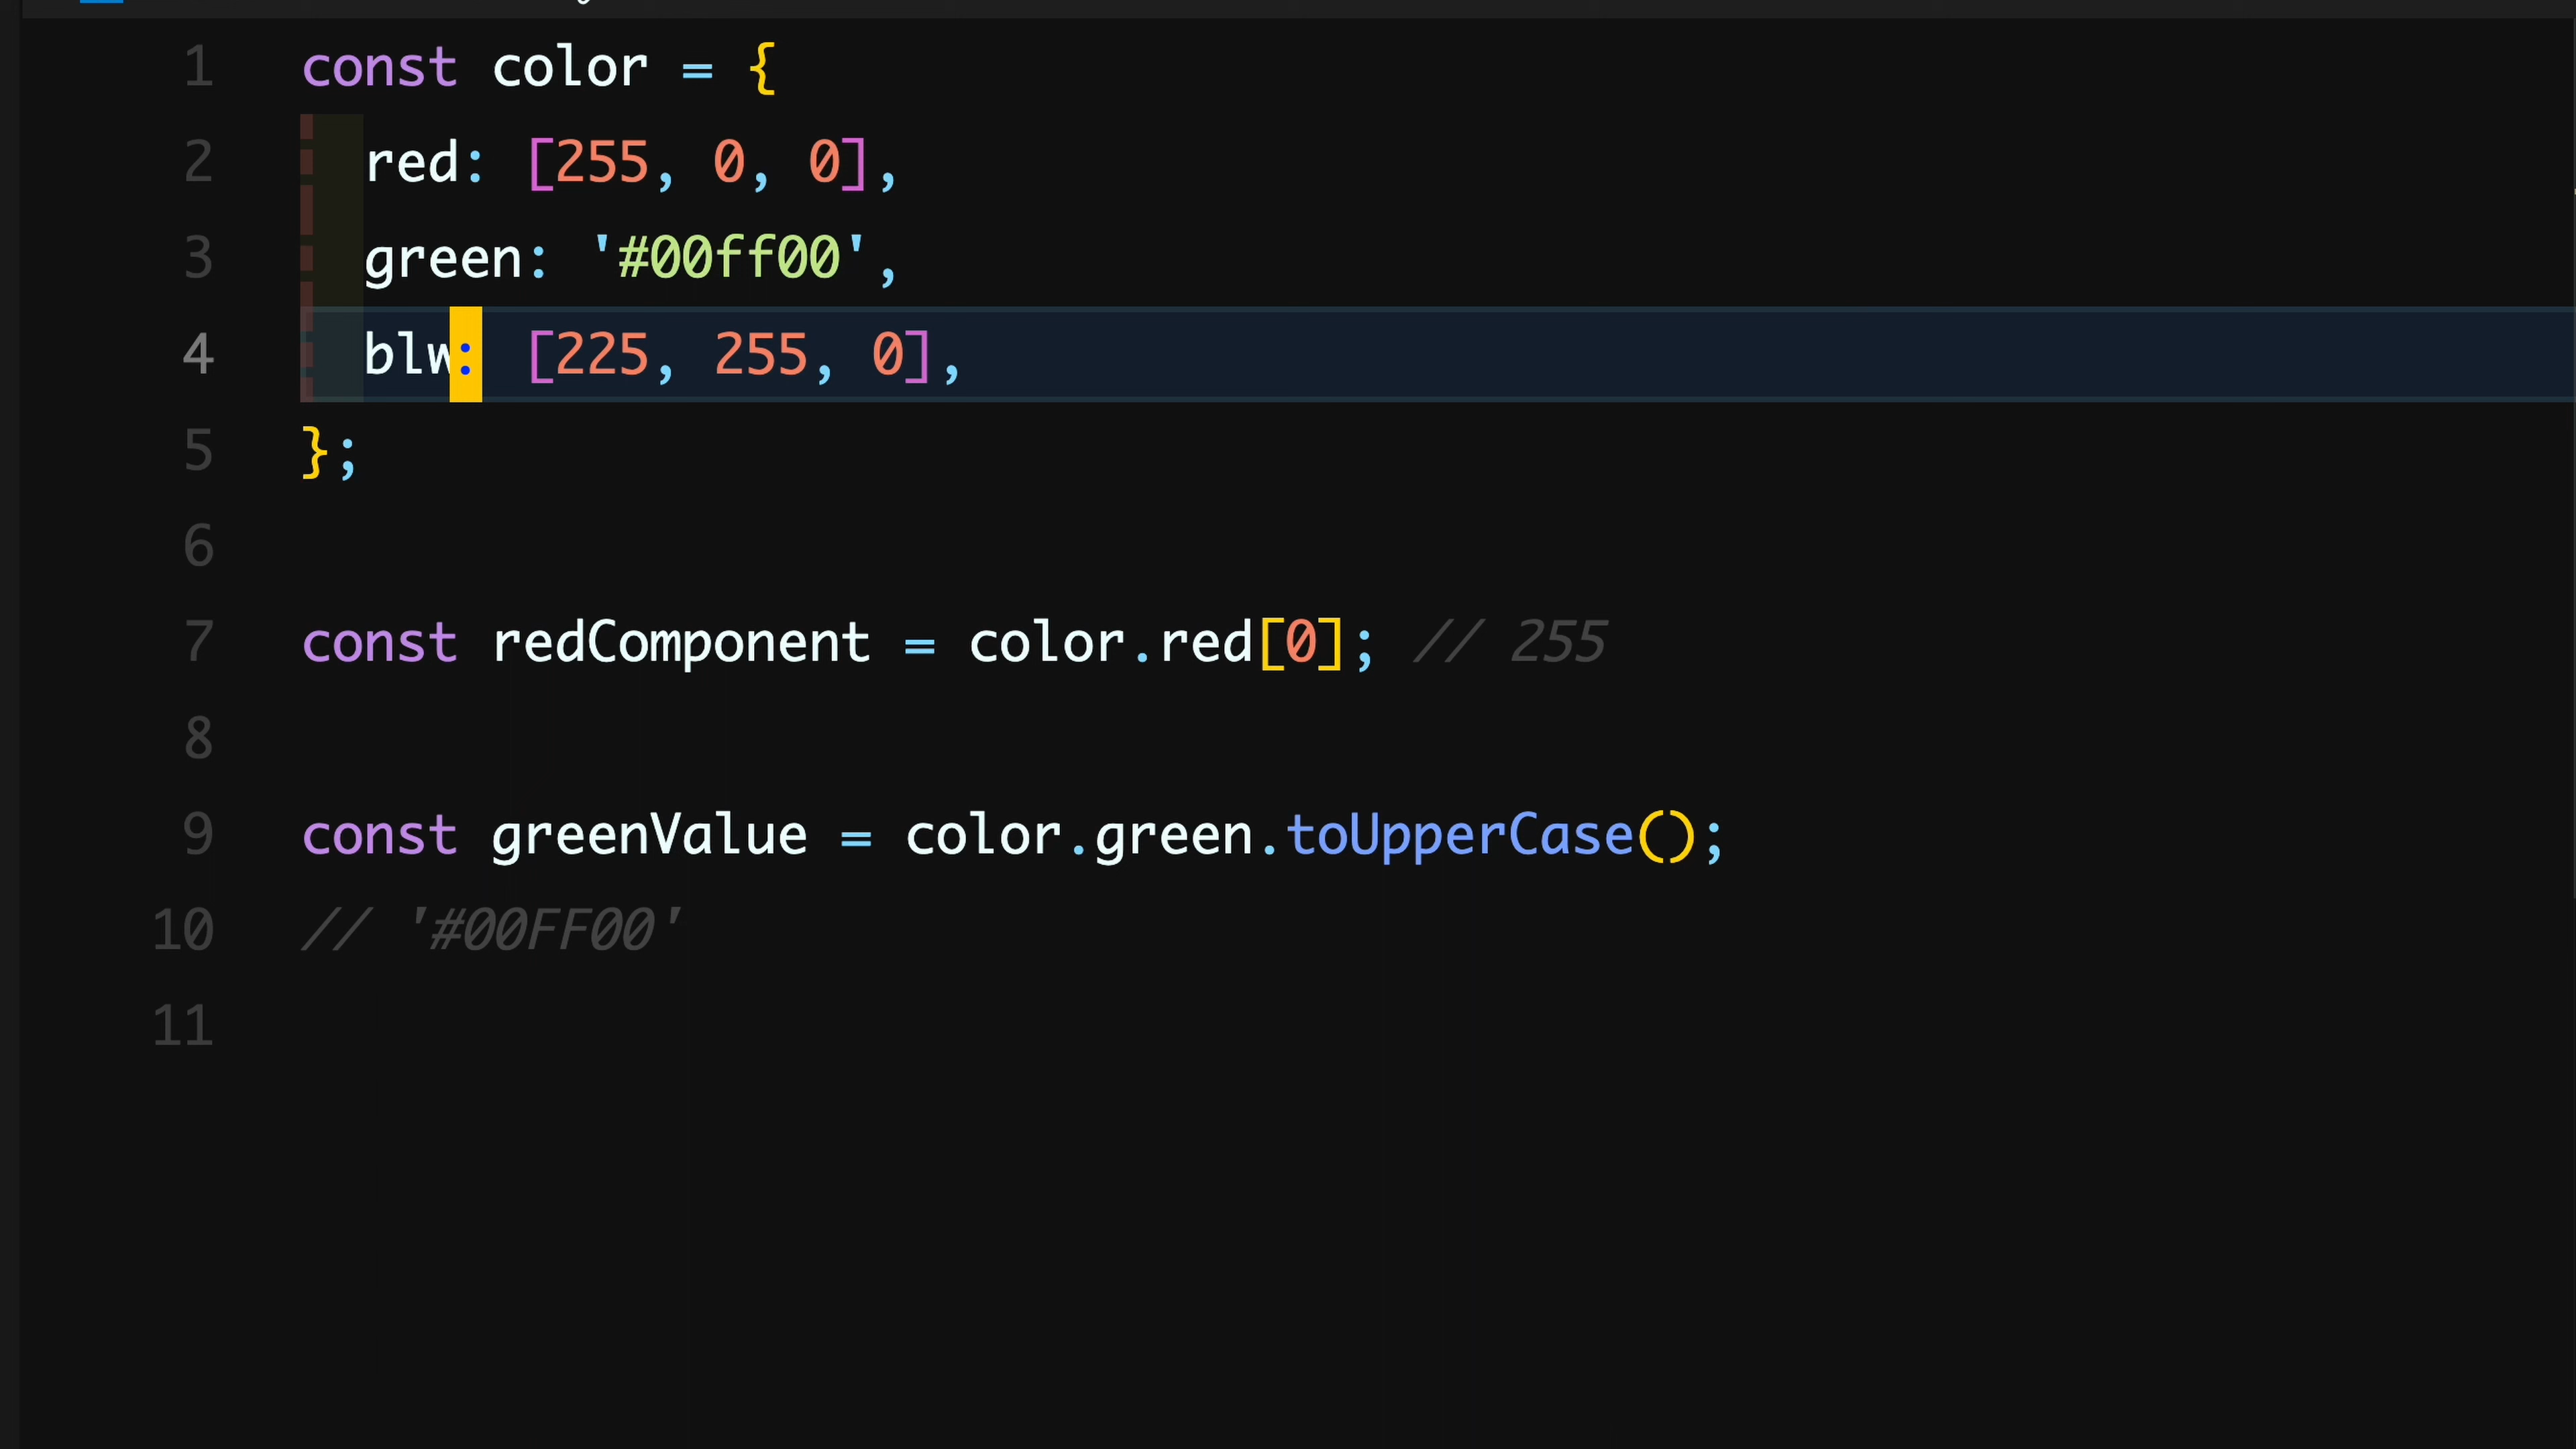 1 const color = {
2 red: [255, 0, 0],
3 green: '#00ff00',
4 blw: [225, 255, 0],
5 };
6
7 const redComponent = color.red[0]; // 255
8
9 const greenValue = color.green.toUpperCase();
10 // '#00FF00'
11